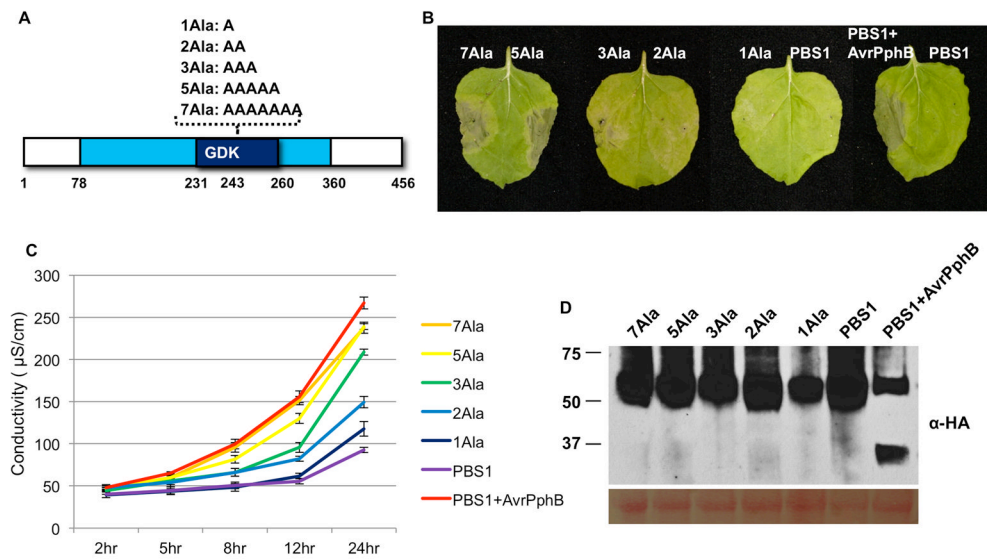 A
1Ala: A
2Ala: AA
3Ala: AAA
5Ala: AAAAA
7Ala: AAAAAAA
GDK
1 78 231 243 260 360 456
B
7Ala 5Ala 3Ala 2Ala 1Ala PBS1 PBS1+ AvrPphB PBS1
C
Conductivity ( µS/cm)
300
250
200
150
100
50
0
2hr 5hr 8hr 12hr 24hr
7Ala
5Ala
3Ala
2Ala
1Ala
PBS1
PBS1+AvrPphB
D
7Ala 5Ala 3Ala 2Ala 1Ala PBS1 PBS1+AvrPphB
75
50
37
α-HA